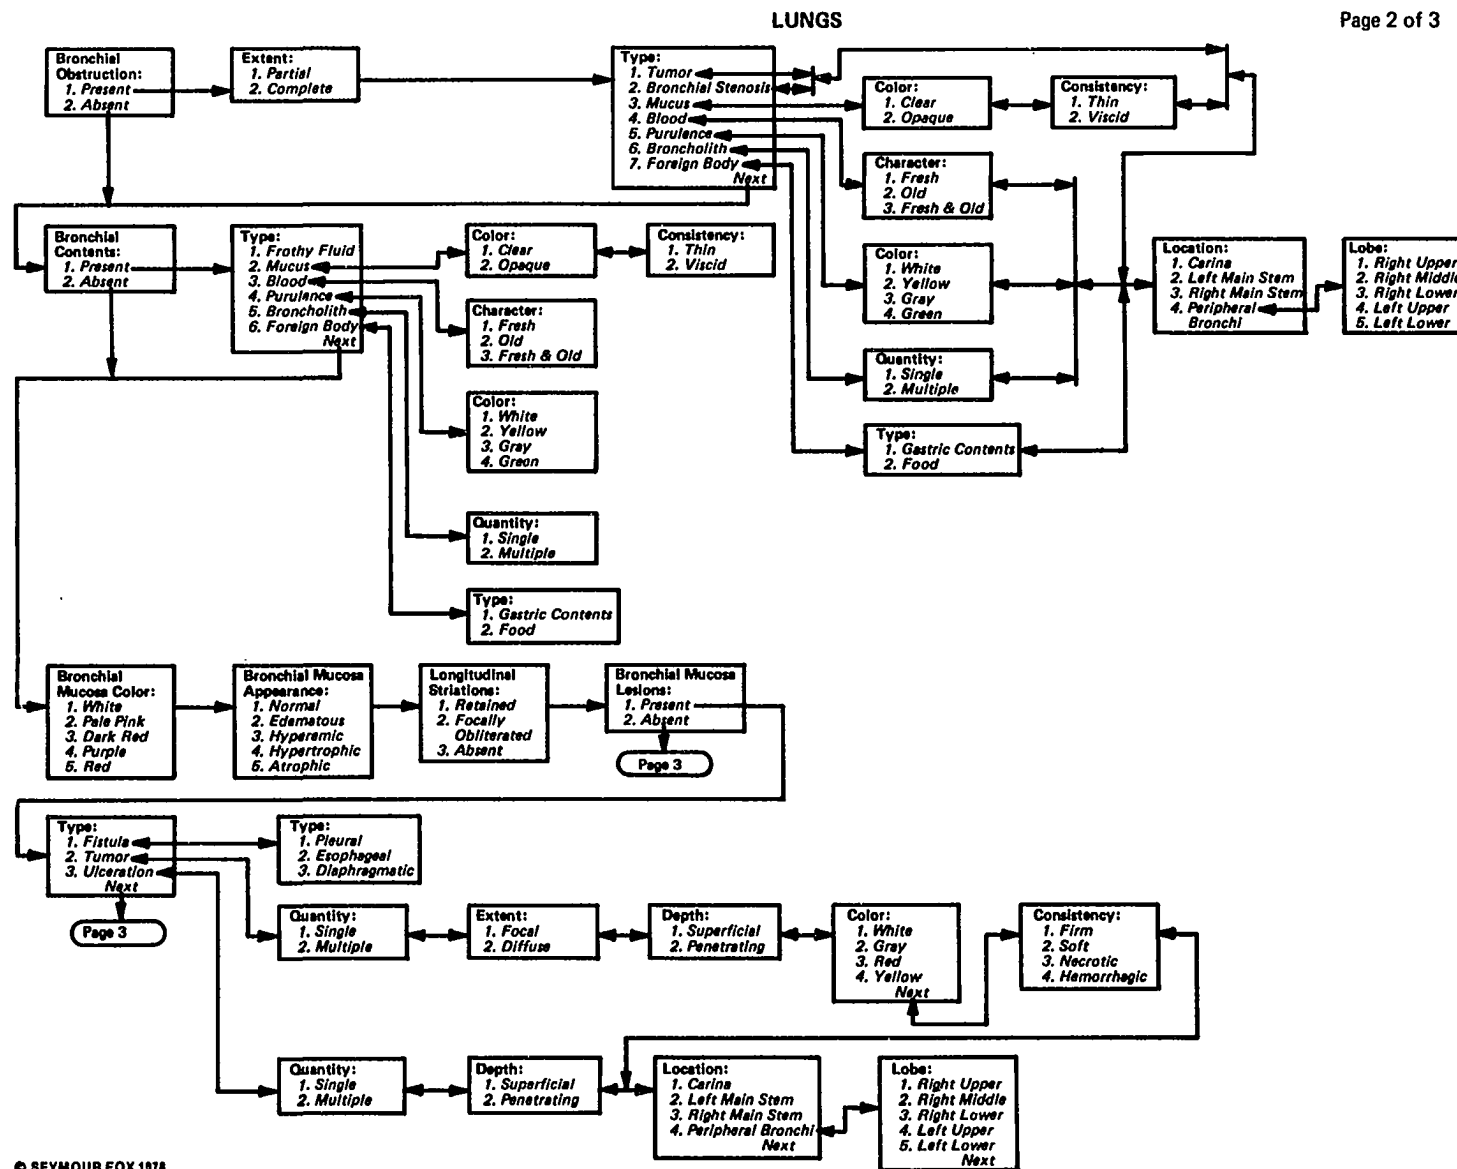 LUNGS
Page 2 of 3
Bronchial
Obstruction:
1. Present
2. Absent
Extent:
1. Partial
2. Complete
Type:
1. Tumor
2. Bronchial Stenosis
3. Mucus
4. Blood
5. Purulance
6. Broncholith
7. Foreign Body
Next
Color:
1. Clear
2. Opaque
Consistency:
1. Thin
2. Viscid
Character:
1. Fresh
2. Old
3. Fresh & Old
Color:
1. White
2. Yellow
3. Gray
4. Green
Quantity:
1. Single
2. Multiple
Type:
1. Gastric Contents
2. Food
Location:
1. Carina
2. Left Main Stem
3. Right Main Stem
4. Peripheral
Bronchi
Lobe:
1. Right Upper
2. Right Middle
3. Right Lower
4. Left Upper
5. Left Lower
Bronchial
Contents:
1. Present
2. Absent
Type:
1. Frothy Fluid
2. Mucus
3. Blood
4. Purulance
5. Broncholith
6. Foreign Body
Next
Color:
1. Clear
2. Opaque
Consistency:
1. Thin
2. Viscid
Character:
1. Fresh
2. Old
3. Fresh & Old
Color:
1. White
2. Yellow
3. Gray
4. Green
Quantity:
1. Single
2. Multiple
Type:
1. Gastric Contents
2. Food
Bronchial
Mucosa Color:
1. White
2. Pale Pink
3. Dark Red
4. Purple
5. Red
Bronchial Mucosa
Appearance:
1. Normal
2. Edematous
3. Hyperemic
4. Hypertrophic
5. Atrophic
Longitudinal
Striations:
1. Retained
2. Focally
Obliterated
3. Absent
Bronchial Mucosa
Lesions:
1. Present
2. Absent
Page 3
Type:
1. Fistula
2. Tumor
3. Ulceration
Next
Page 3
Type:
1. Pleural
2. Esophageal
3. Diaphragmatic
Quantity:
1. Single
2. Multiple
Extent:
1. Focal
2. Diffuse
Depth:
1. Superficial
2. Penetrating
Color:
1. White
2. Gray
3. Red
4. Yellow
Next
Consistency:
1. Firm
2. Soft
3. Necrotic
4. Hemorrhagic
Quantity:
1. Single
2. Multiple
Depth:
1. Superficial
2. Penetrating
Location:
1. Carina
2. Left Main Stem
3. Right Main Stem
4. Peripheral Bronchi
Next
Lobe:
1. Right Upper
2. Right Middle
3. Right Lower
4. Left Upper
5. Left Lower
Next
© SEYMOUR FOX 1978